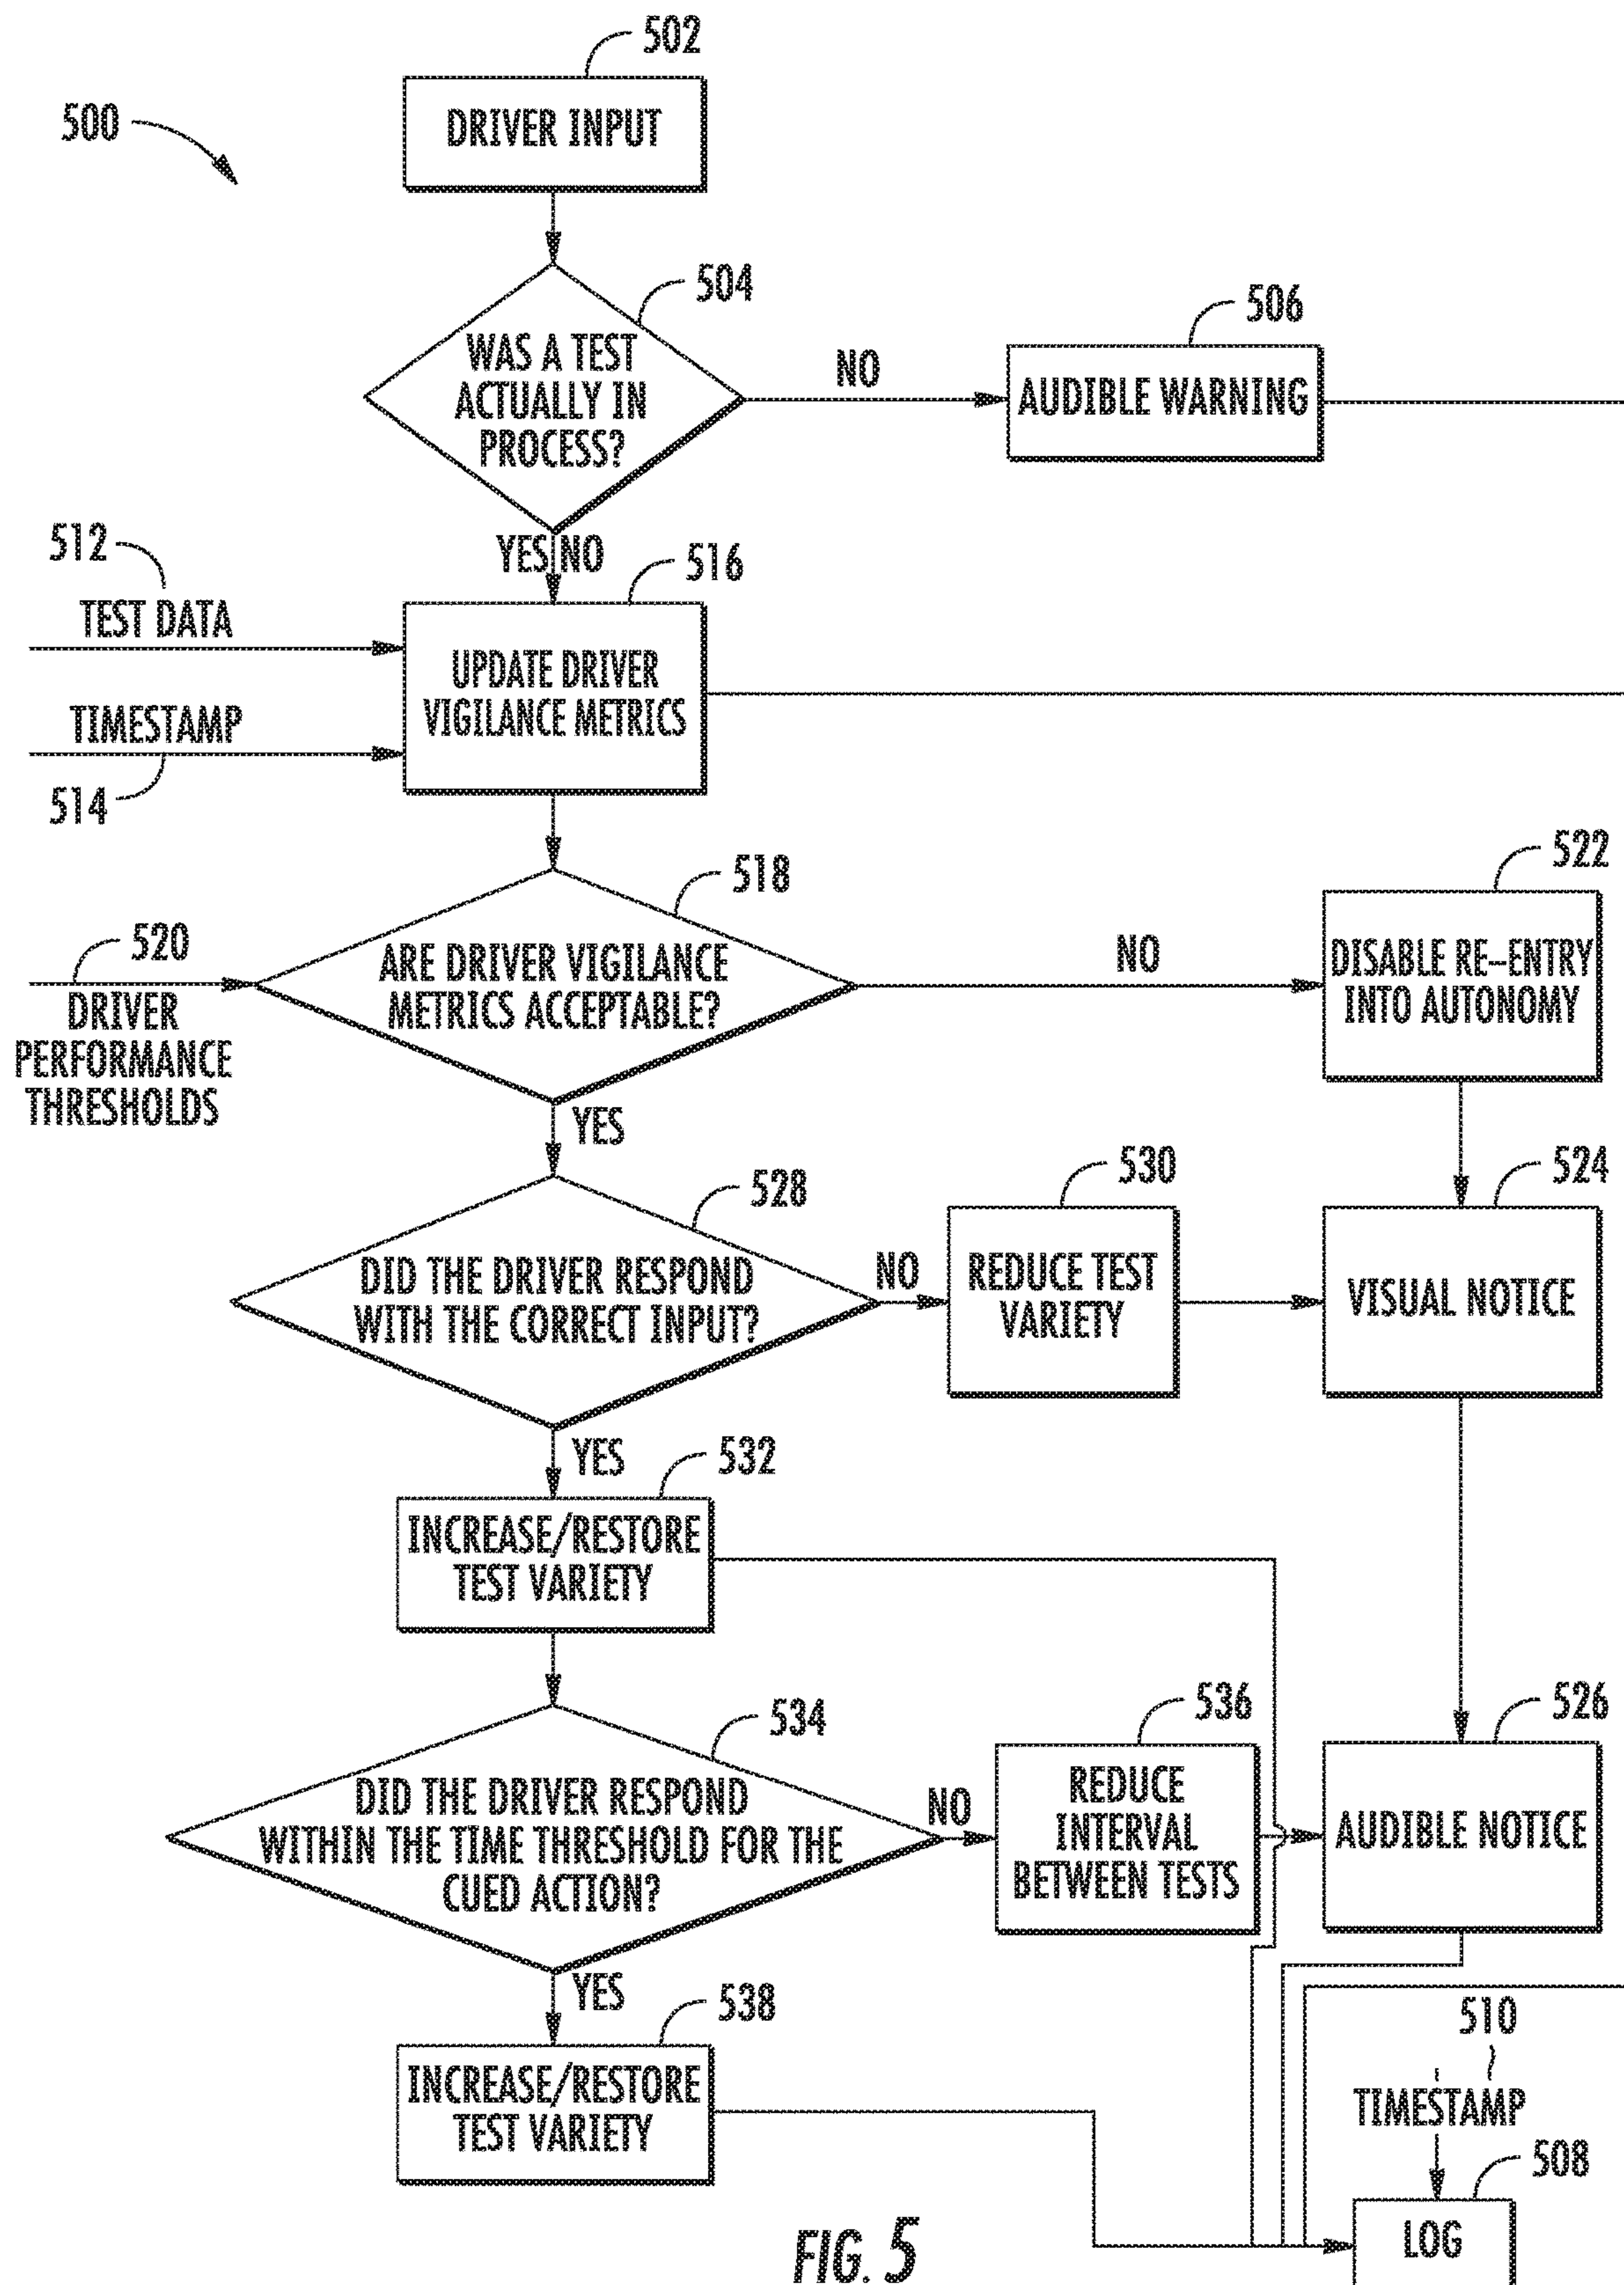 502
500
DRIVER INPUT
504
WAS A TEST
ACTUALLY IN
PROCESS?
NO
506
AUDIBLE WARNING
YES NO
512
TEST DATA
516
UPDATE DRIVER
VIGILANCE METRICS
TIMESTAMP
514
518
520
DRIVER
PERFORMANCE
THRESHOLDS
ARE DRIVER VIGILANCE
METRICS ACCEPTABLE?
NO
522
DISABLE RE-ENTRY
INTO AUTONOMY
YES
528
DID THE DRIVER RESPOND
WITH THE CORRECT INPUT?
NO
530
REDUCE TEST
VARIETY
524
VISUAL NOTICE
YES
532
INCREASE/RESTORE
TEST VARIETY
534
DID THE DRIVER RESPOND
WITHIN THE TIME THRESHOLD FOR THE
CUED ACTION?
NO
536
REDUCE
INTERVAL
BETWEEN TESTS
526
AUDIBLE NOTICE
YES
538
INCREASE/RESTORE
TEST VARIETY
510
TIMESTAMP
508
LOG
FIG. 5